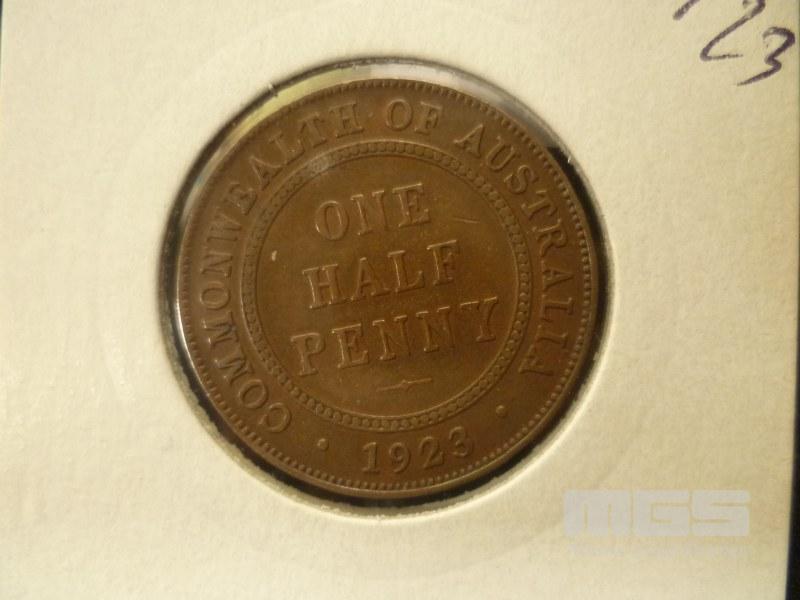 23
COMMONWEALTH OF AUSTRALIA
ONE
HALF
PENNY
· 1923 ·
MGS